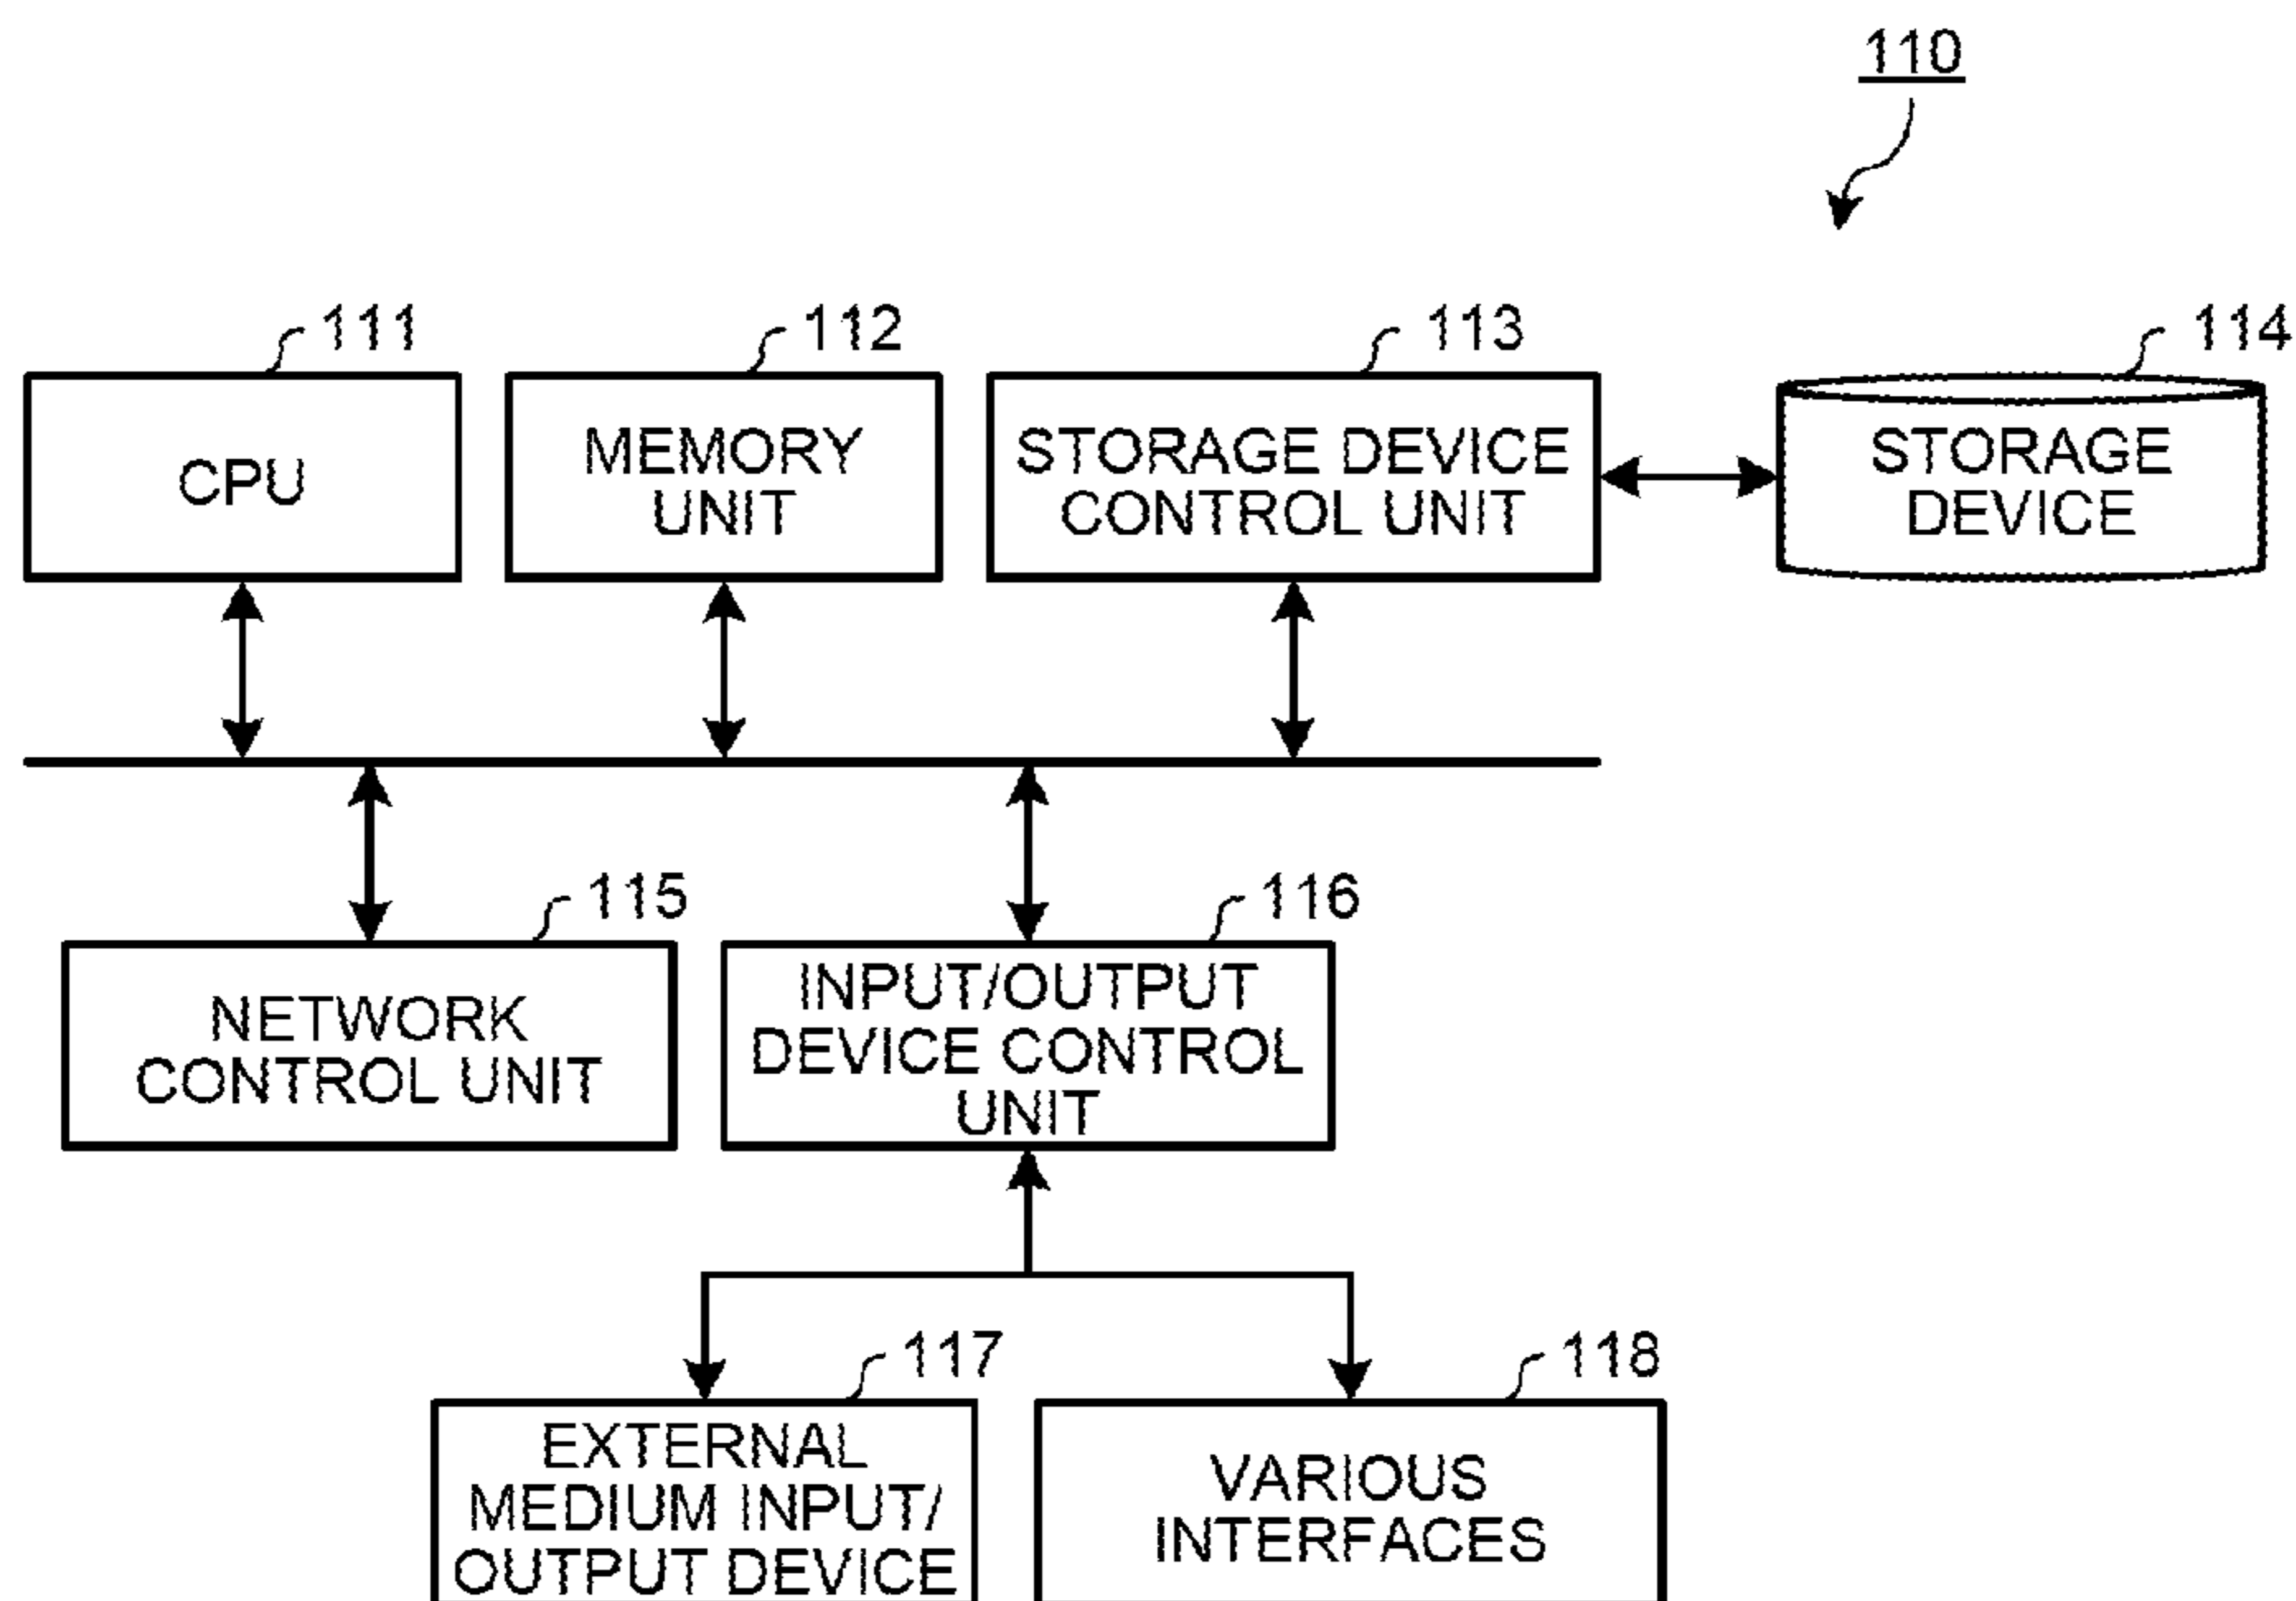 110
111
112
113
114
CPU
MEMORY
UNIT
STORAGE DEVICE
CONTROL UNIT
STORAGE
DEVICE
115
116
NETWORK
CONTROL UNIT
INPUT/OUTPUT
DEVICE CONTROL
UNIT
117
118
EXTERNAL
MEDIUM INPUT/
OUTPUT DEVICE
VARIOUS
INTERFACES